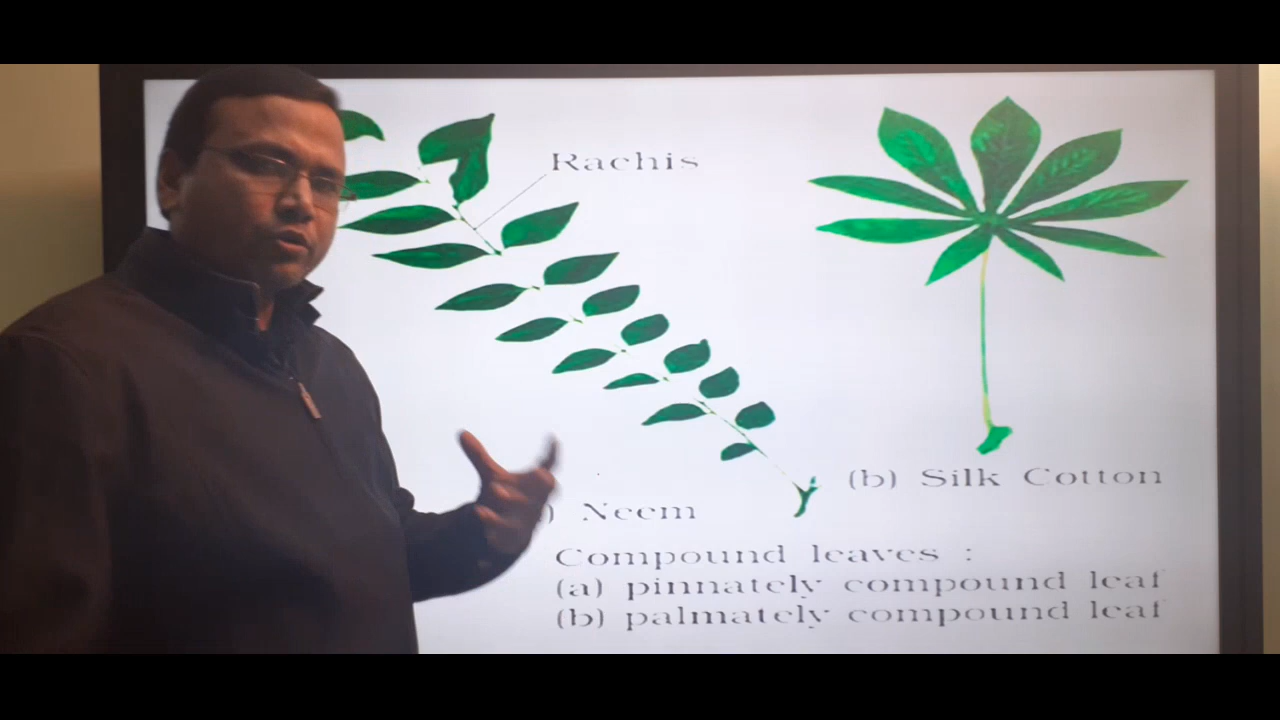 Rachis
(b) Silk Cotton
) Neem
Compound leaves :
(a) pinnately compound leaf
(b) palmately compound leaf